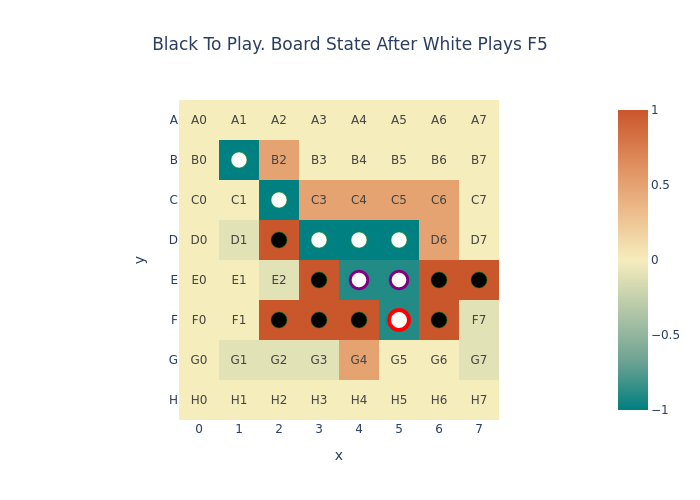 Black To Play. Board State After White Plays F5
A A0 A1 A2 A3 A4 A5 A6 A7
B B0 B2 B3 B4 B5 B6 B7
C C0 C1 C3 C4 C5 C6 C7
D D0 D1 D6 D7
E E0 E1 E2
F F0 F1 F7
G G0 G1 G2 G3 G4 G5 G6 G7
H H0 H1 H2 H3 H4 H5 H6 H7
0 1 2 3 4 5 6 7
x
y
1
0.5
0
−0.5
−1